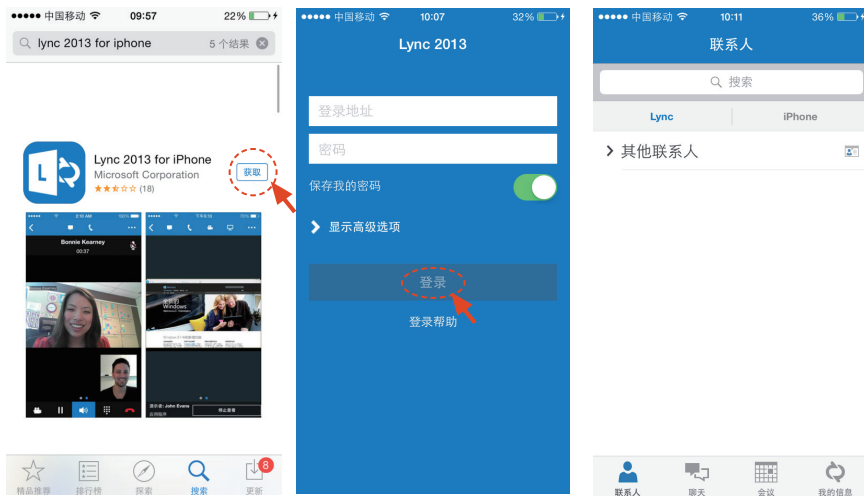 中国移动 09:57 22%
lync 2013 for iphone 5 个结果
Lync 2013 for iPhone
Microsoft Corporation
(18)
获取
Bonnie Kearney
00:37
精品推荐 排行榜 探索 搜索 更新
8
中国移动 10:07 32%
Lync 2013
登录地址
密码
保存我的密码
显示高级选项
登录
登录帮助
中国移动 10:11 36%
联系人
搜索
Lync iPhone
其他联系人
联系人 聊天 会议 我的信息